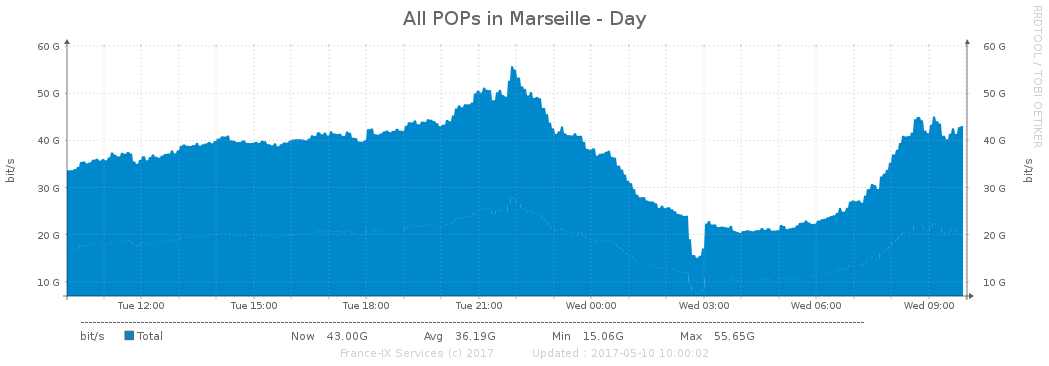 All POPs in Marseille - Day
RRDTOOL / TOBI OETIKER
60 G 60 G
50 G 50 G
40 G 40 G
30 G 30 G
20 G 20 G
10 G 10 G
bit/s
bit/s
Tue 12:00 Tue 15:00 Tue 18:00 Tue 21:00 Wed 00:00 Wed 03:00 Wed 06:00 Wed 09:00
bit/s Total Now 43.00G Avg 36.19G Min 15.06G Max 55.65G
France-IX Services (c) 2017 Updated : 2017-05-10 10:00:02